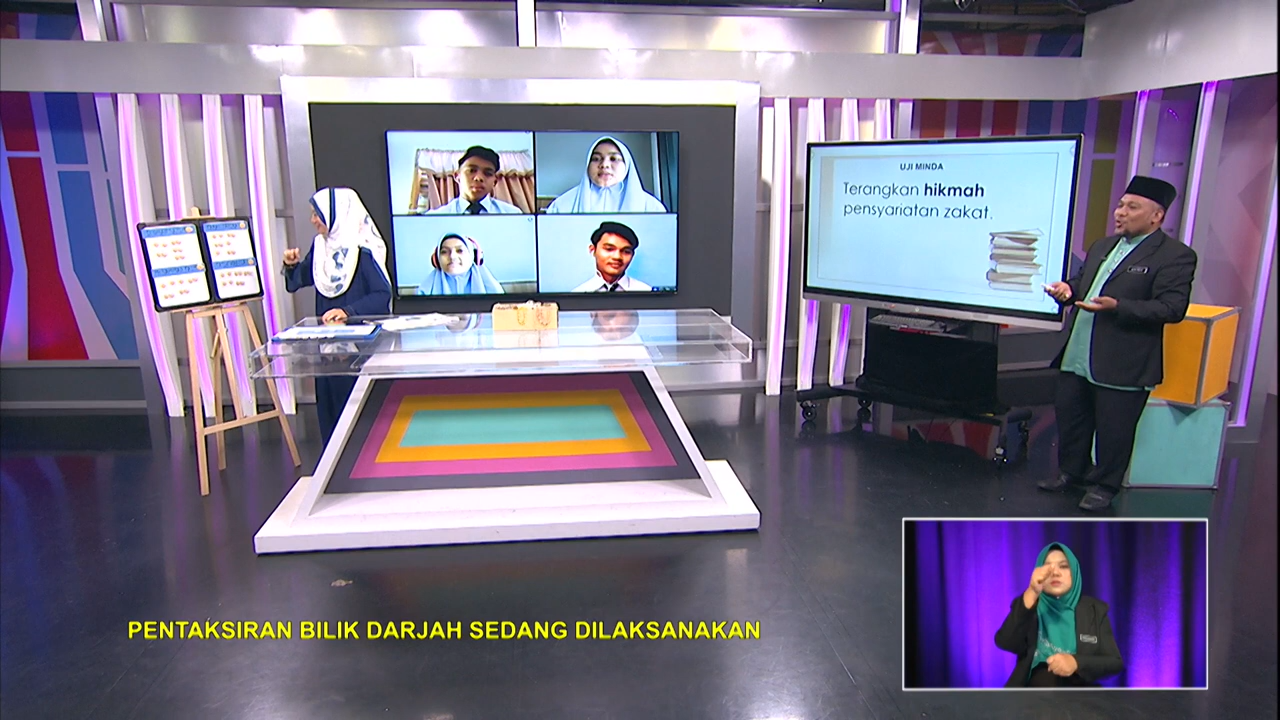 UJI MINDA
Terangkan hikmah
pensyariatan zakat.
PENTAKSIRAN BILIK DARJAH SEDANG DILAKSANAKAN